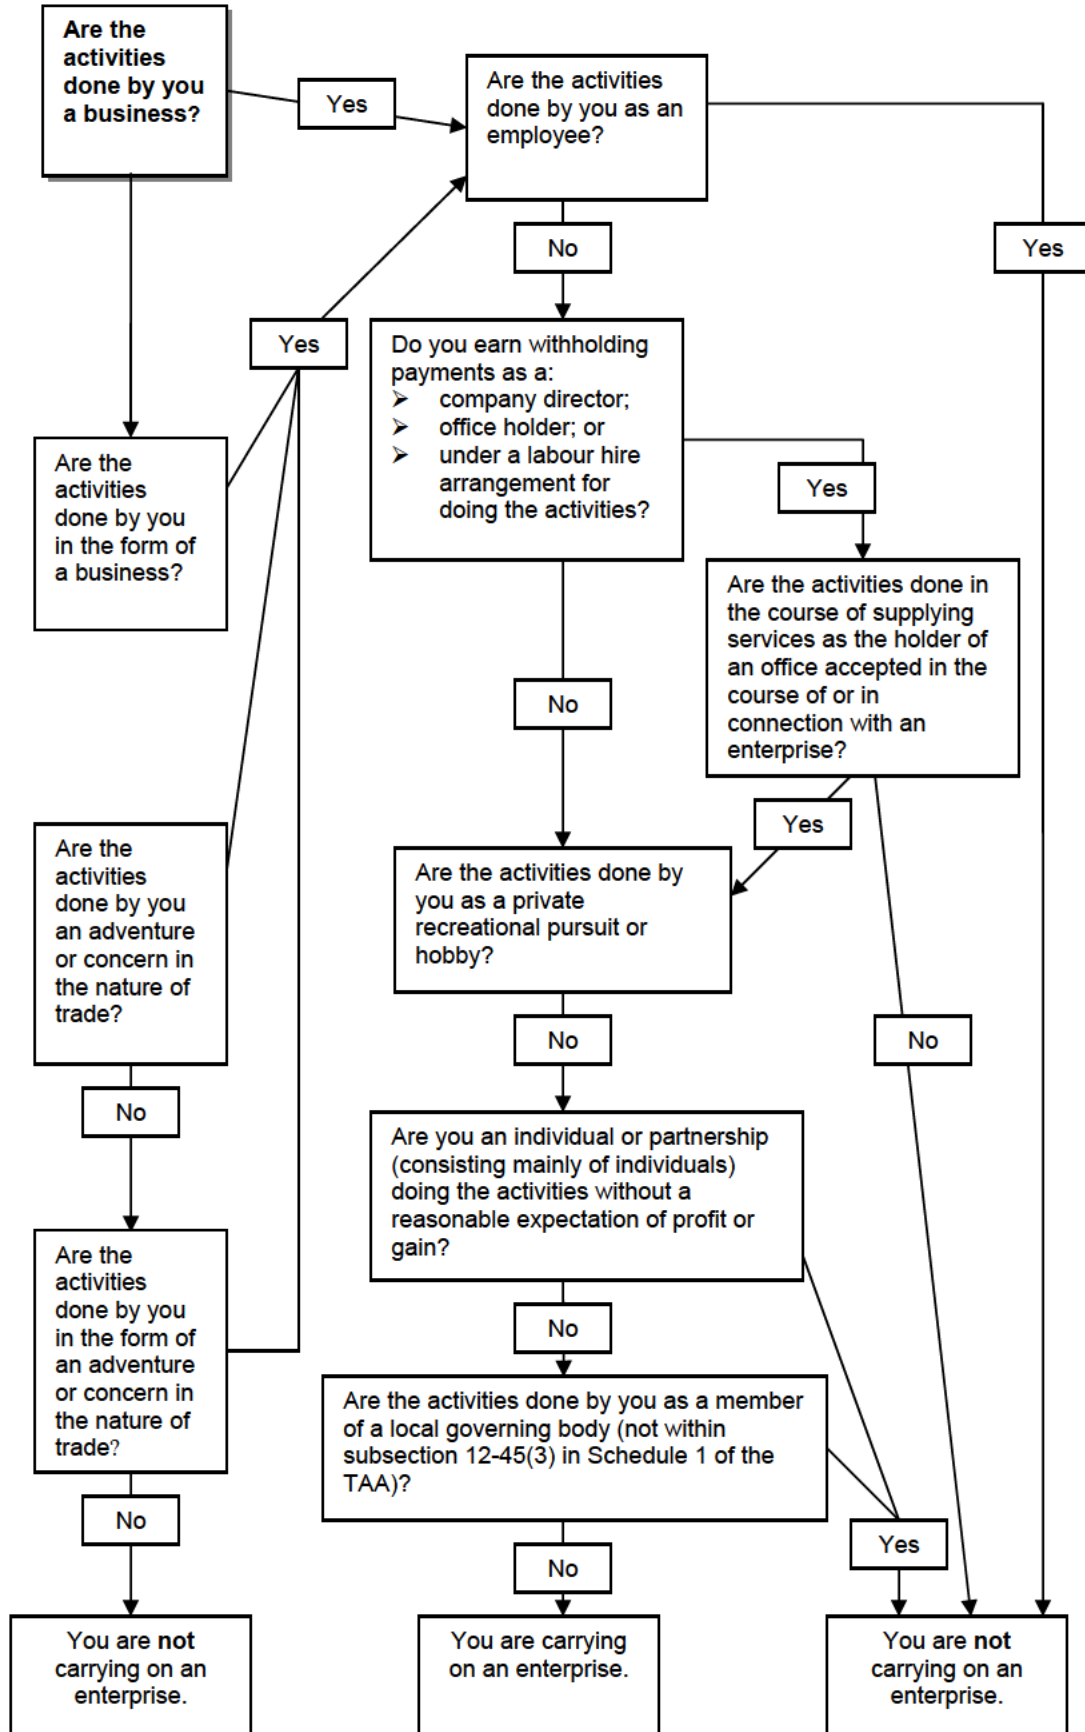 Are the
activities
done by you
a business?
Yes
Are the activities
done by you as an
employee?
Yes
No
Yes
Do you earn withholding
payments as a:
➢ company director;
➢ office holder; or
➢ under a labour hire
arrangement for
doing the activities?
Yes
Are the
activities
done by you
in the form of
a business?
Are the activities done in
the course of supplying
services as the holder of
an office accepted in the
course of or in
connection with an
enterprise?
No
Yes
Are the
activities
done by you
an adventure
or concern in
the nature of
trade?
Are the activities done by
you as a private
recreational pursuit or
hobby?
No
No
No
Are you an individual or partnership
(consisting mainly of individuals)
doing the activities without a
reasonable expectation of profit or
gain?
Are the
activities
done by you
in the form of
an adventure
or concern in
the nature of
trade?
No
Are the activities done by you as a member
of a local governing body (not within
subsection 12-45(3) in Schedule 1 of the
TAA)?
No
Yes
No
You are not
carrying on an
enterprise.
You are carrying
on an enterprise.
You are not
carrying on an
enterprise.